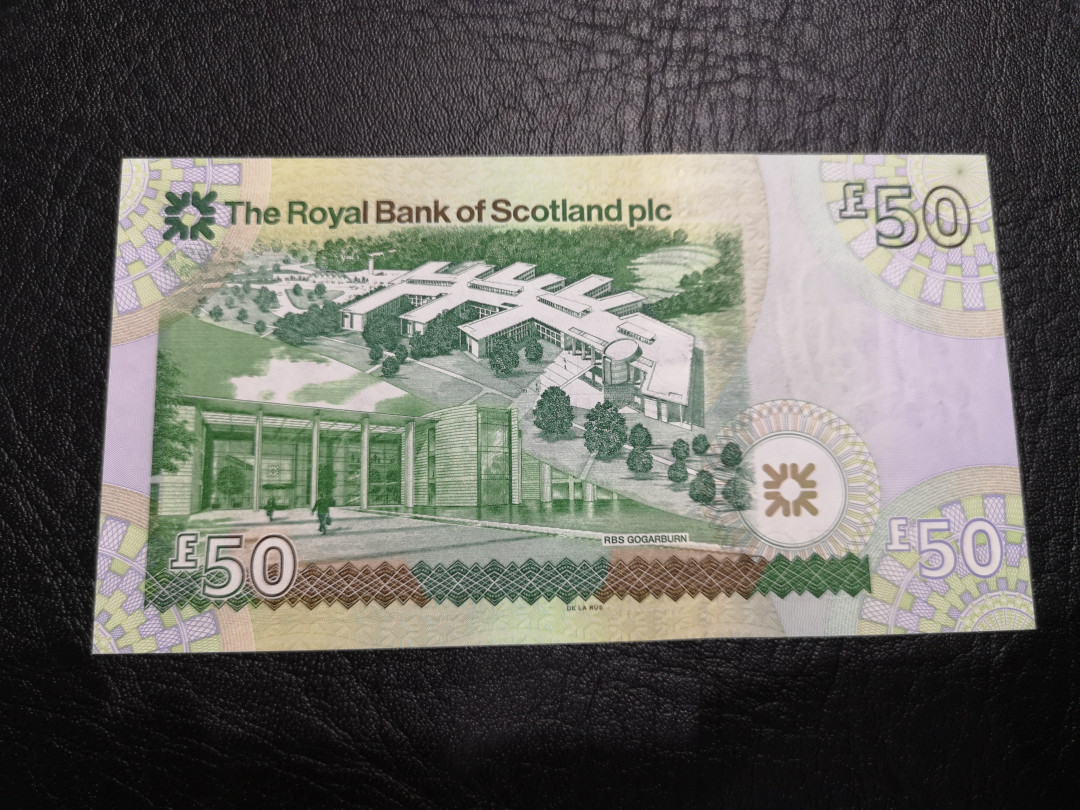 The Royal Bank of Scotland plc
£50
£50
RBS GOGARBURN
£50
DE LA RUE